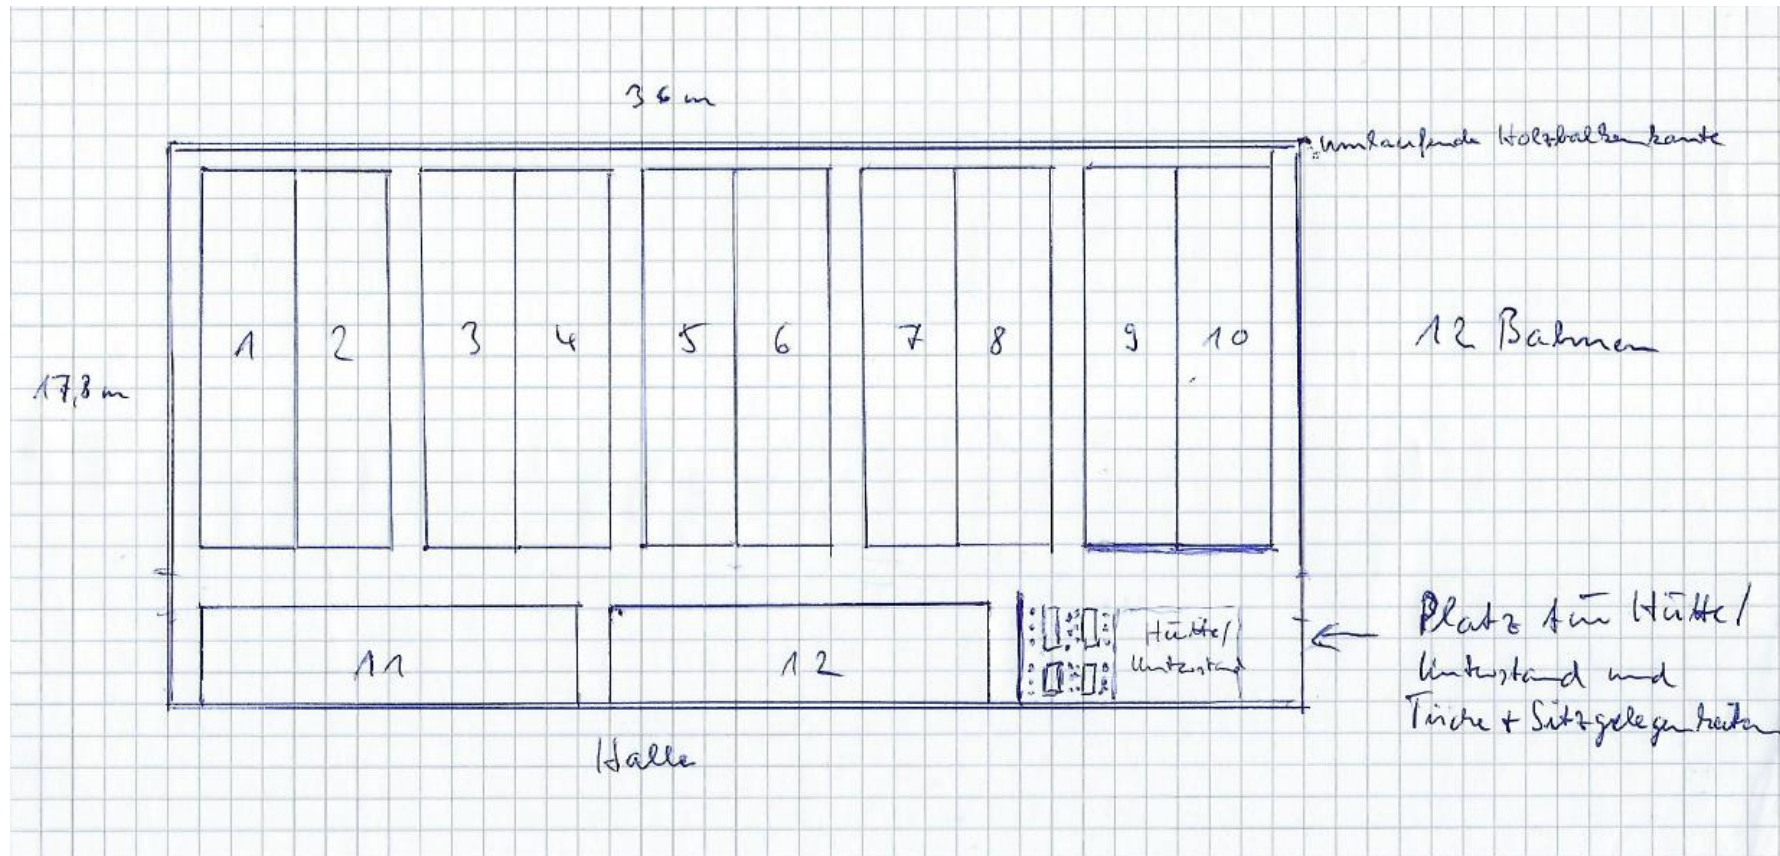 36 m
umlaufende Holzbalkenkante
1 2 3 4 5 6 7 8 9 10
12 Bahnen
17,8 m
11 12
Hütte/
Unterstand
Platz für Hütte/
Unterstand und
Tische + Sitzgelegenheiten
Halle